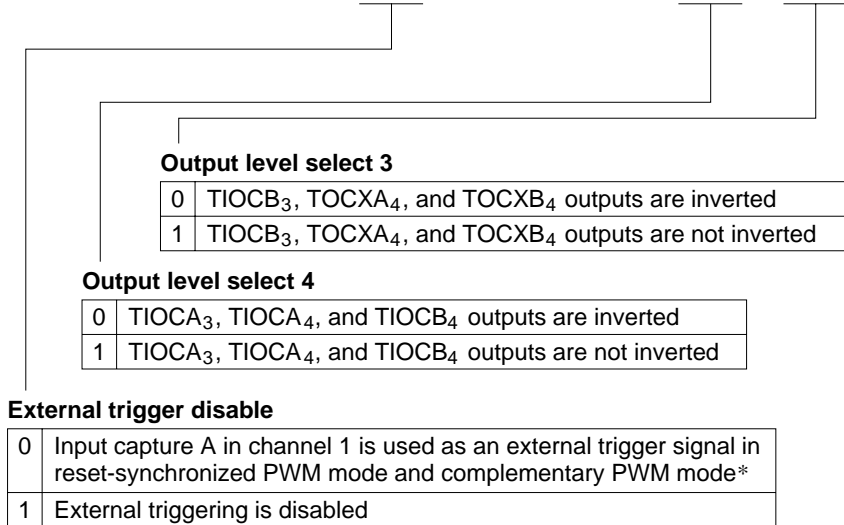 Output level select 3
0 TIOCB₃, TOCXA₄, and TOCXB₄ outputs are inverted
1 TIOCB₃, TOCXA₄, and TOCXB₄ outputs are not inverted
Output level select 4
0 TIOCA₃, TIOCA₄, and TIOCB₄ outputs are inverted
1 TIOCA₃, TIOCA₄, and TIOCB₄ outputs are not inverted
External trigger disable
0 Input capture A in channel 1 is used as an external trigger signal in
reset-synchronized PWM mode and complementary PWM mode*
1 External triggering is disabled